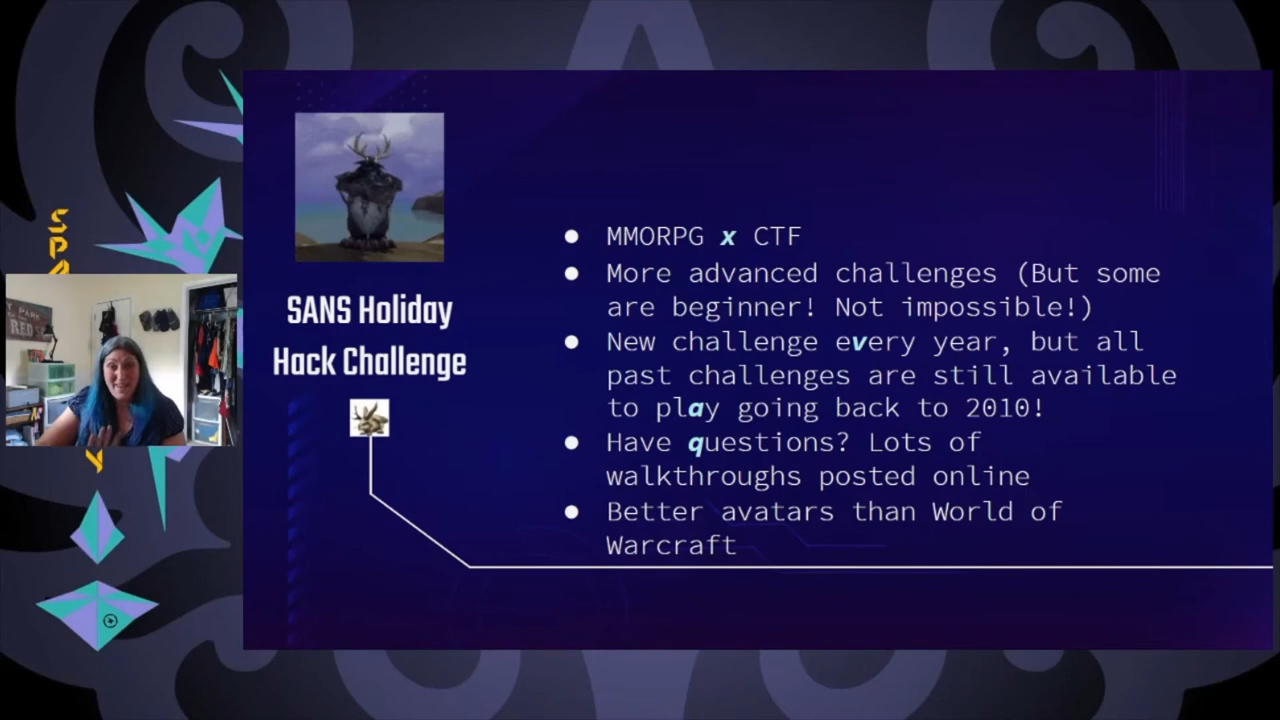 SANS Holiday
Hack Challenge
● MMORPG x CTF
● More advanced challenges (But some
are beginner! Not impossible!)
● New challenge every year, but all
past challenges are still available
to play going back to 2010!
● Have questions? Lots of
walkthroughs posted online
● Better avatars than World of
Warcraft
PARK
RED